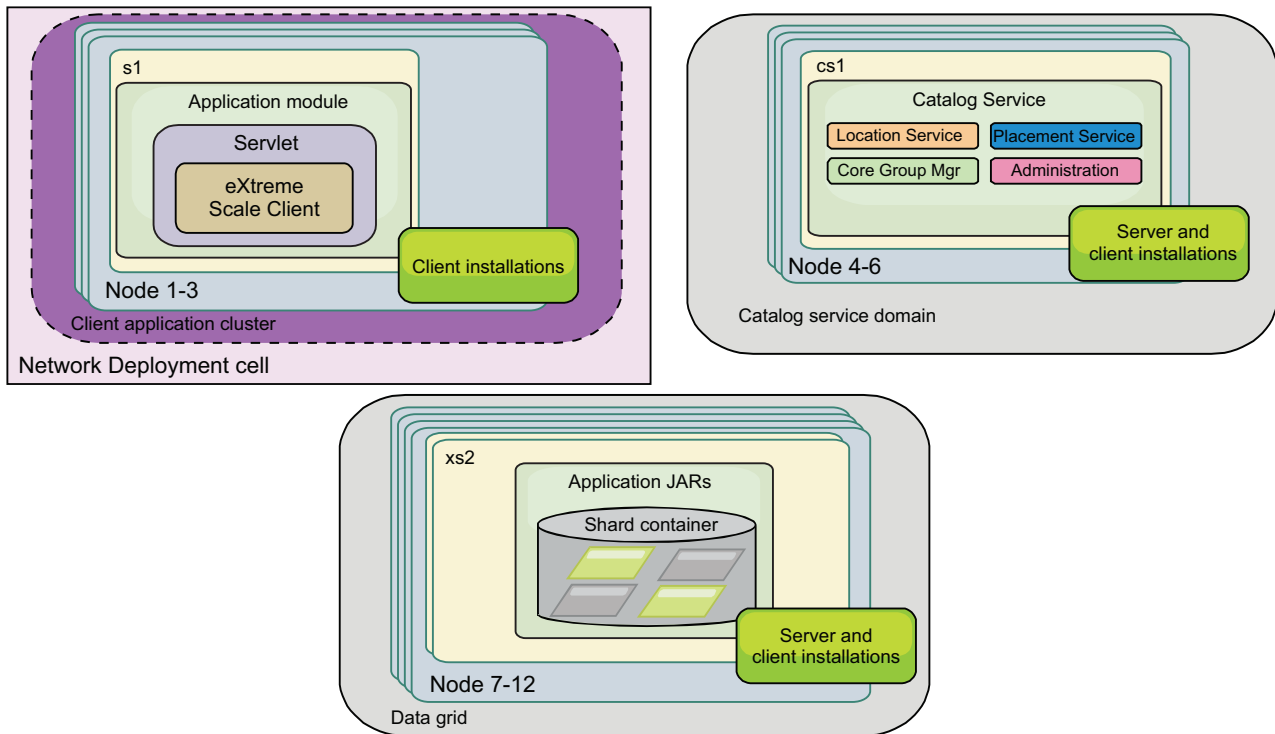 s1
Application module
Servlet
eXtreme
Scale Client
Client installations
Node 1-3
Client application cluster
Network Deployment cell
cs1
Catalog Service
Location Service
Placement Service
Core Group Mgr
Administration
Server and
client installations
Node 4-6
Catalog service domain
xs2
Application JARs
Shard container
Server and
client installations
Node 7-12
Data grid